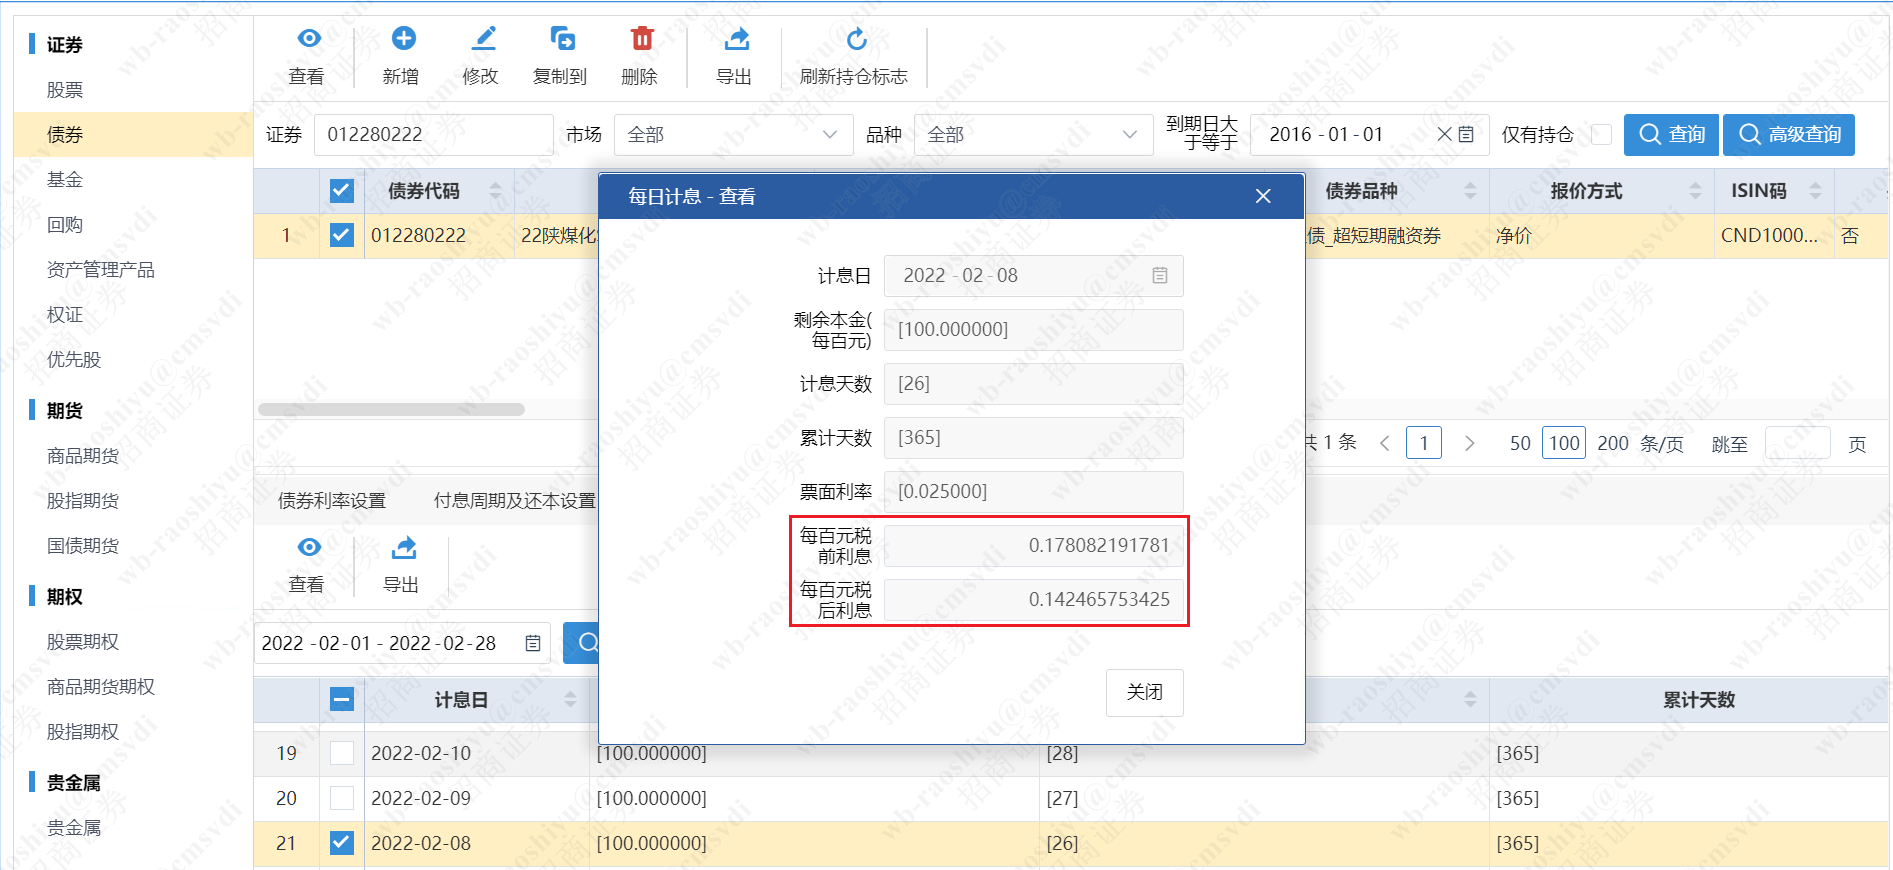 证券
股票
债券
基金
回购
资产管理产品
权证
优先股
期货
商品期货
股指期货
国债期货
期权
股票期权
商品期货期权
股指期权
贵金属
贵金属
查看
新增
修改
复制到
删除
导出
刷新持仓标志
证券 012280222 市场 全部 品种 全部 到期日大于等于 2016-01-01 仅有持仓 查询 高级查询
债券代码 债券品种 报价方式 ISIN码
1 012280222 22陕煤化 债_超短期融资券 净价 CND1000... 否
每日计息 - 查看
计息日 2022-02-08
剩余本金(每百元) [100.000000]
计息天数 [26]
累计天数 [365]
票面利率 [0.025000]
每百元税前利息 0.178082191781
每百元税后利息 0.142465753425
关闭
共 1 条 1 50 100 200 条/页 跳至 页
债券利率设置 付息周期及还本设置
查看 导出
2022-02-01 - 2022-02-28
计息日 累计天数
19 2022-02-10 [100.000000] [28] [365]
20 2022-02-09 [100.000000] [27] [365]
21 2022-02-08 [100.000000] [26] [365]
wb-raoshiyu@cmsvdi
招商证券